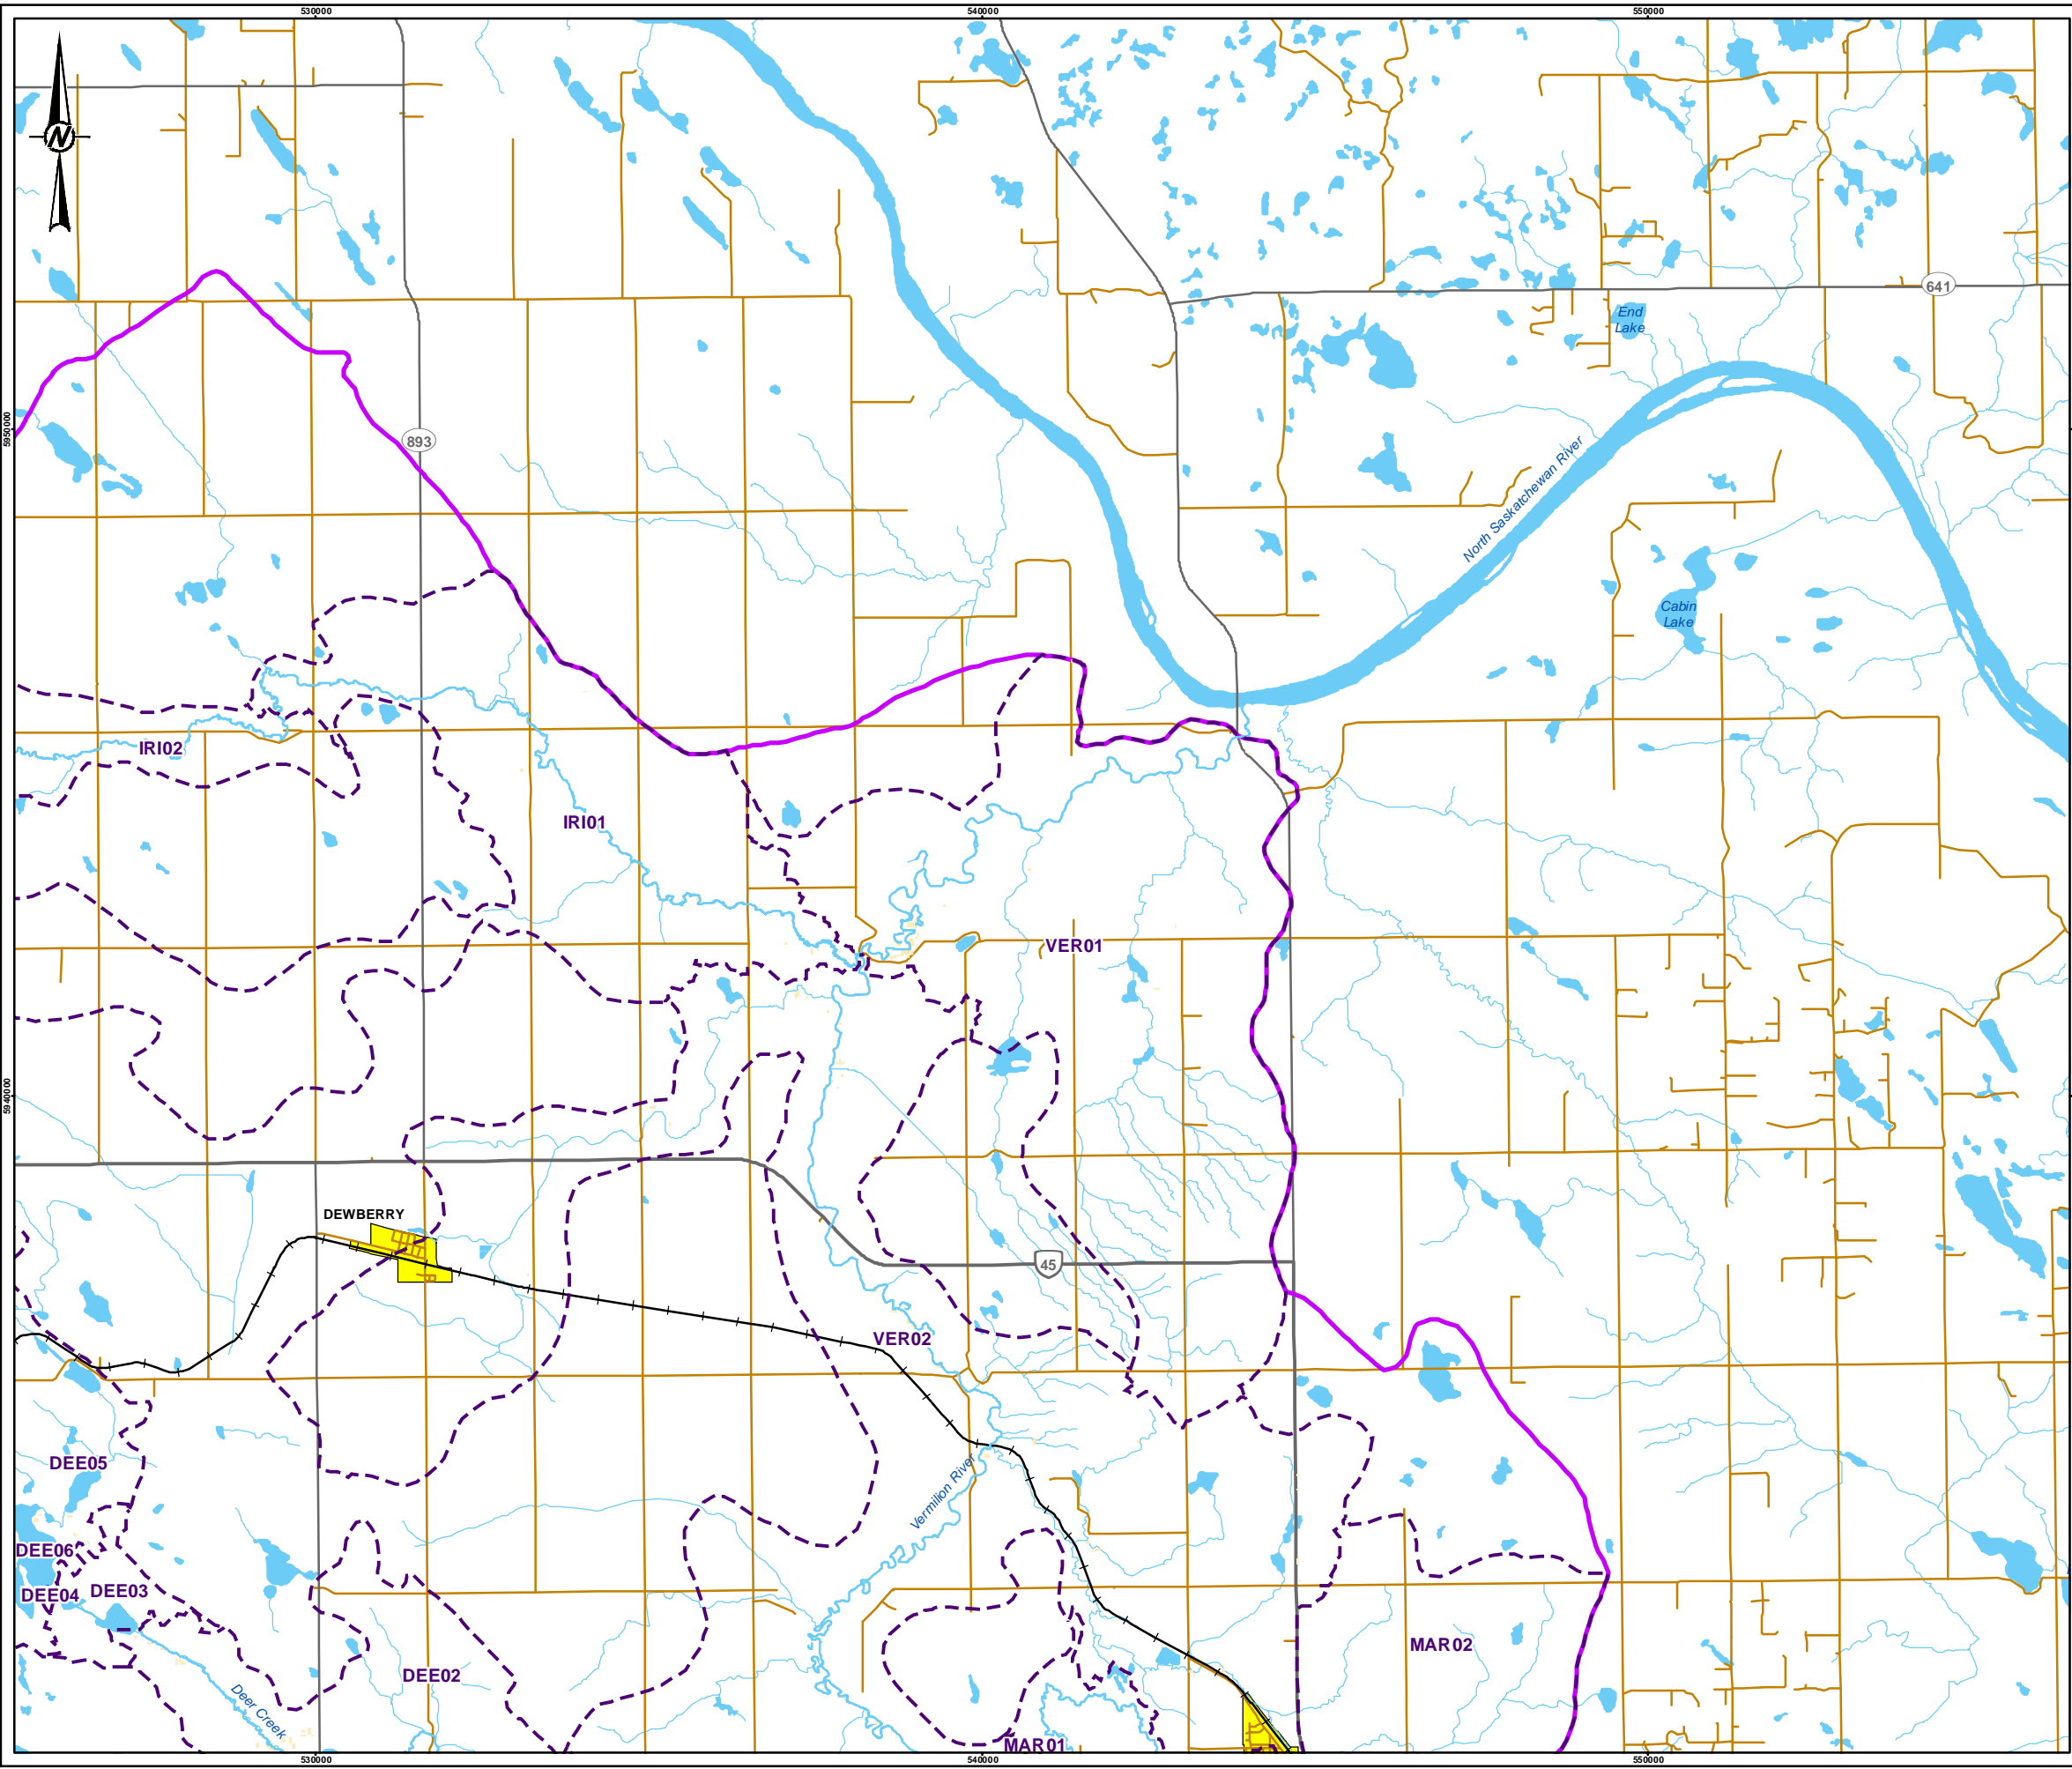 530000
540000
550000
N
641
End
Lake
5950000
893
North Saskatchewan River
Cabin
Lake
IRI02
IRI01
VER01
5940000
DEWBERRY
45
VER02
DEE05
Vermilion River
DEE06
DEE04
DEE03
MAR02
DEE02
Deer Creek
MAR01
530000
540000
550000